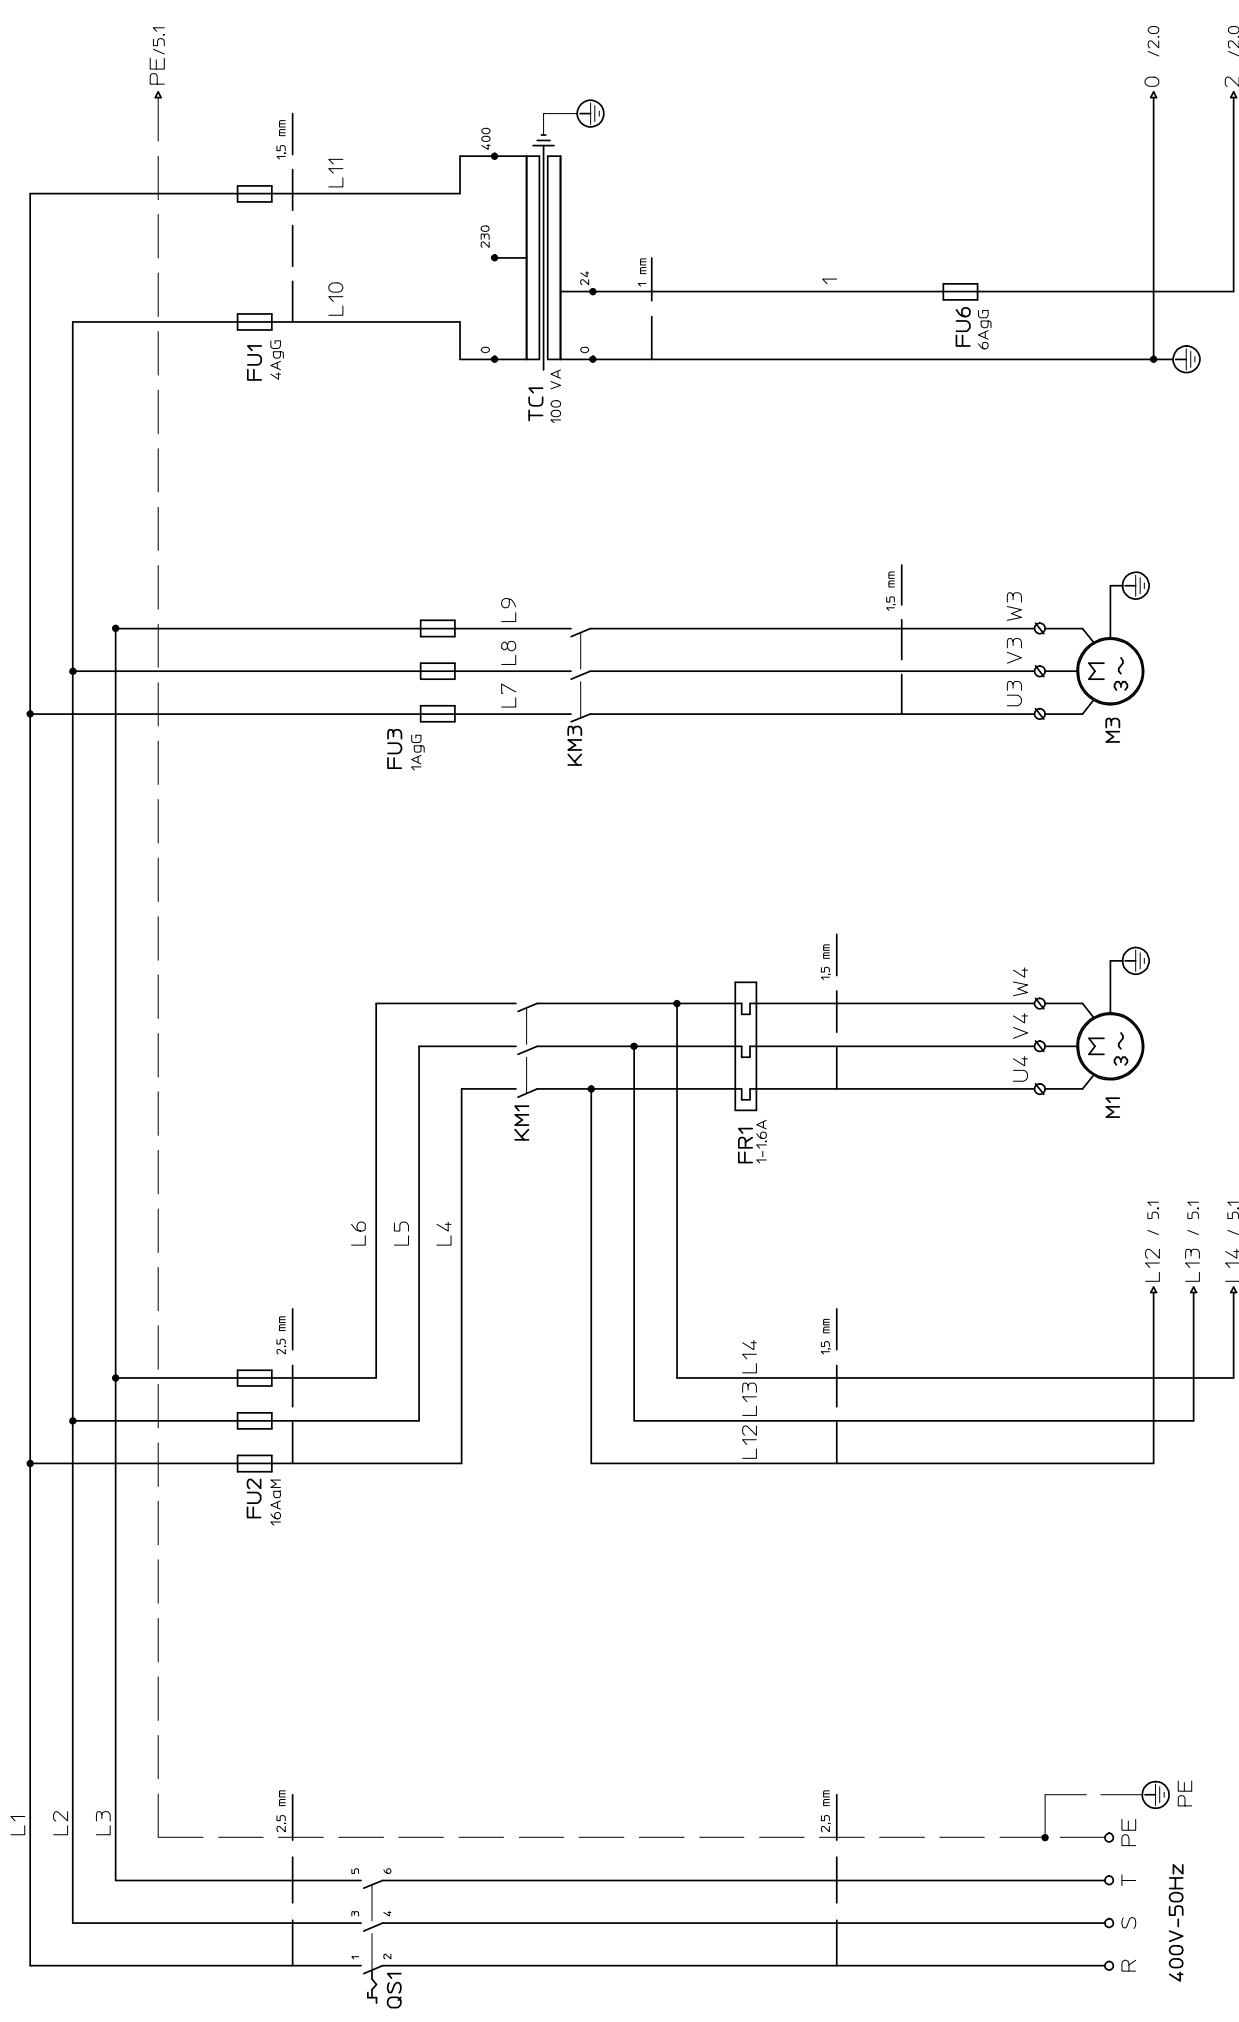 L1
L2
L3
2,5 mm
1 3 5
2 4 6
QS1
2,5 mm
R S T PE
PE
400V-50Hz
FU2
16AaM
2,5 mm
L6
L5
L4
KM1
L12 L13 L14
1,5 mm
FR1
1-1.6A
1,5 mm
U4 V4 W4
M
3~
M1
L12 / 5.1
L13 / 5.1
L14 / 5.1
FU3
1AgG
L7 L8 L9
KM3
1,5 mm
U3 V3 W3
M
3~
M3
PE/5.1
FU1
4AgG
1,5 mm
L10 L11
0 230 400
TC1
100 VA
0 24
1 mm
1
FU6
6AgG
0 /2.0
2 /2.0